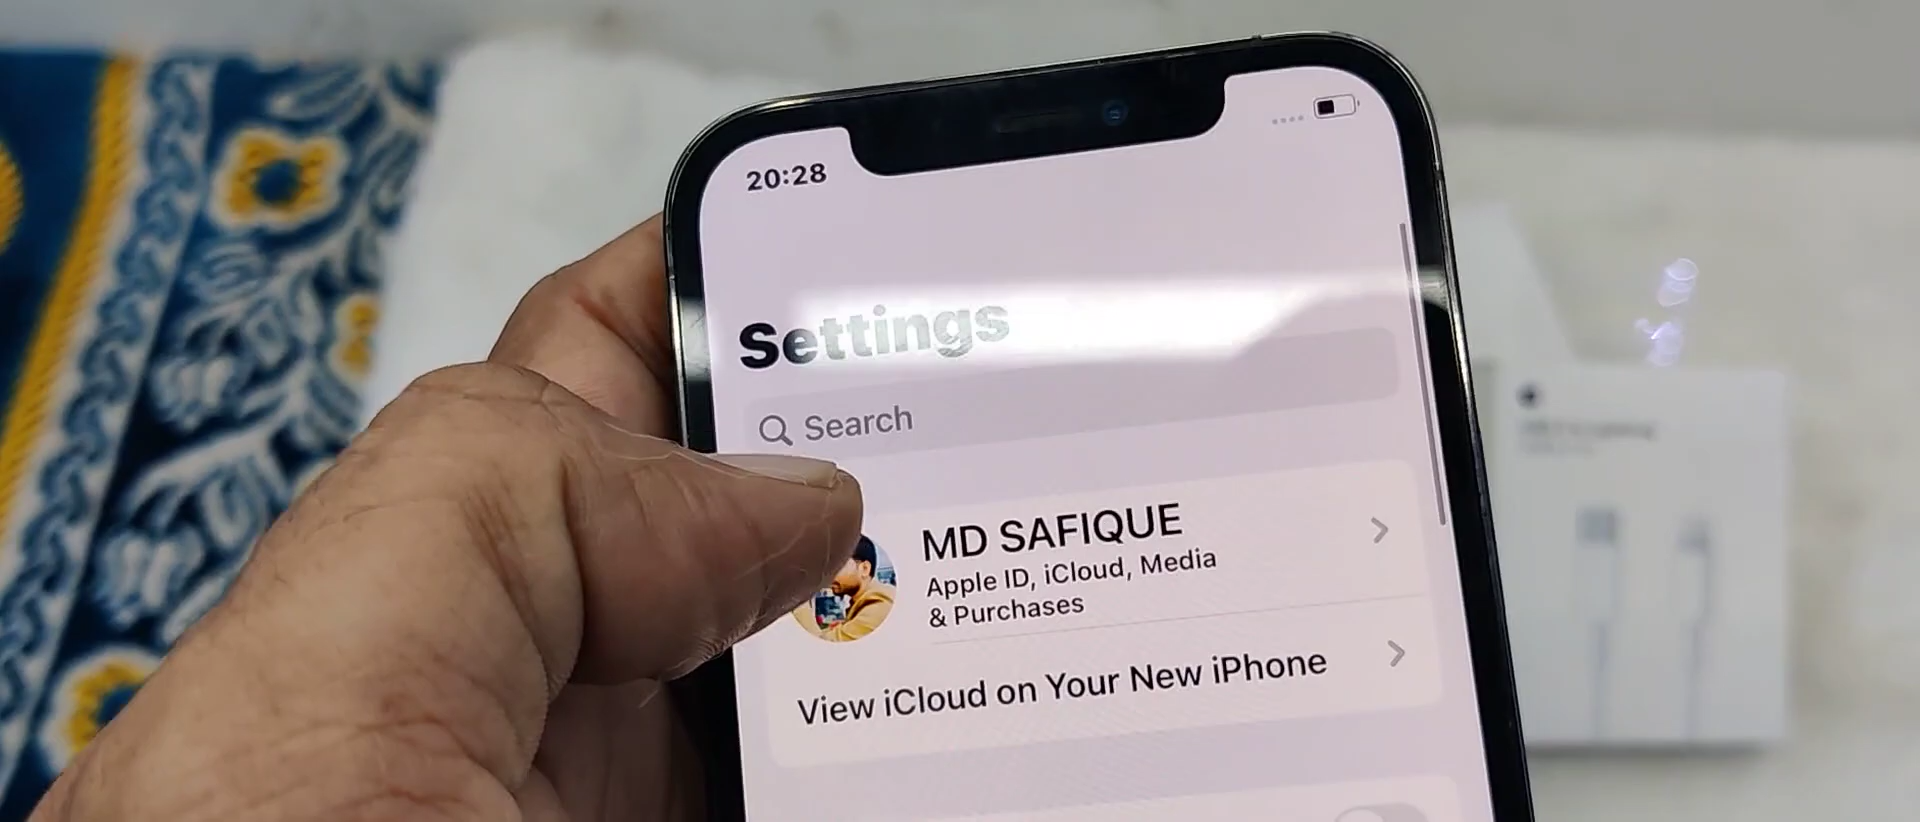 20:28
Settings
Search
MD SAFIQUE
Apple ID, iCloud, Media
& Purchases
View iCloud on Your New iPhone